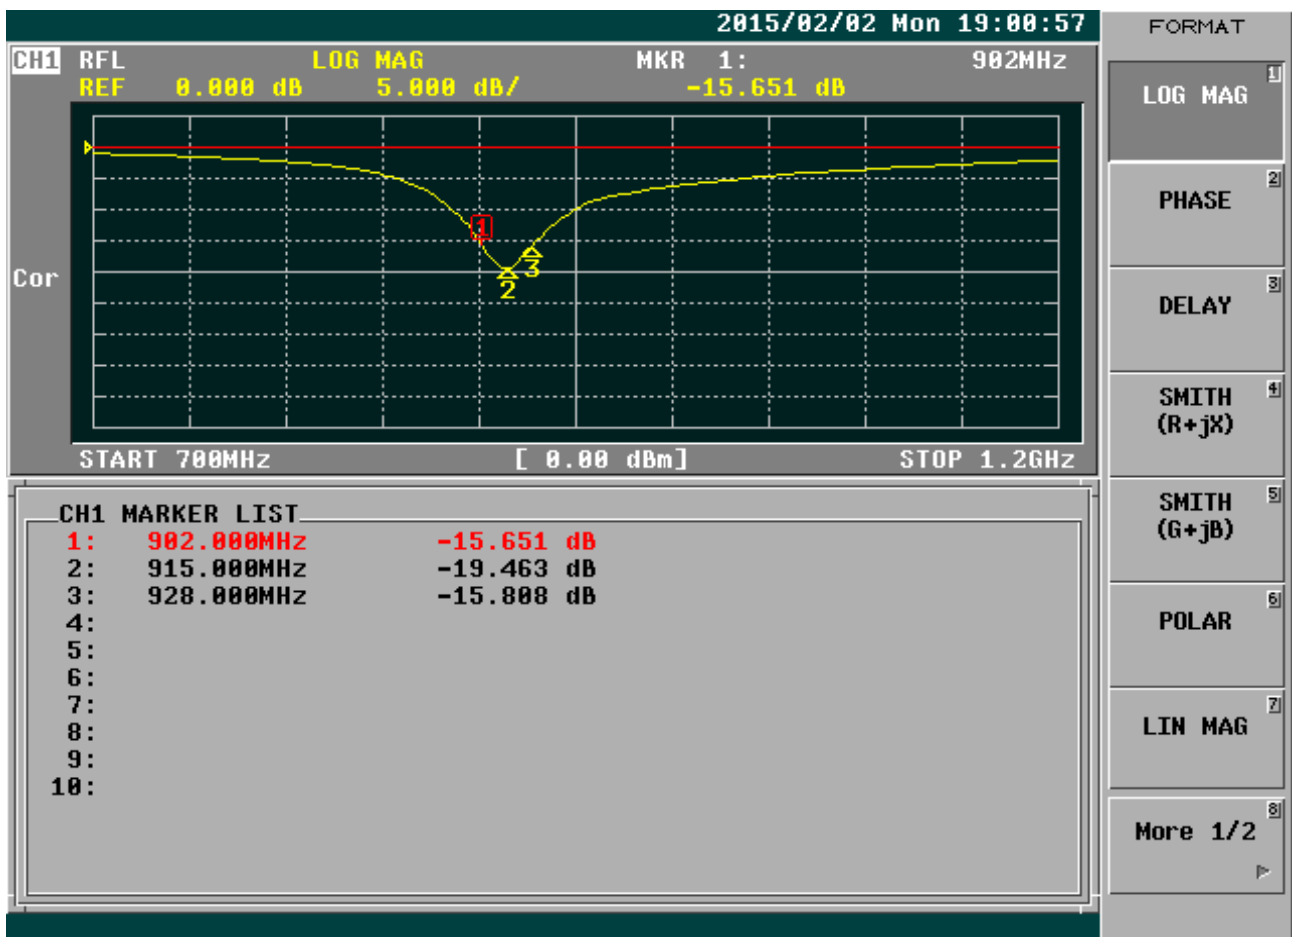 2015/02/02 Mon 19:00:57
CH1 RFL LOG MAG MKR 1: 902MHz
REF 0.000 dB 5.000 dB/ -15.651 dB
1
3
2
Cor
START 700MHz [ 0.00 dBm] STOP 1.2GHz
CH1 MARKER LIST
1: 902.000MHz -15.651 dB
2: 915.000MHz -19.463 dB
3: 928.000MHz -15.808 dB
4:
5:
6:
7:
8:
9:
10:
FORMAT
LOG MAG 1
PHASE 2
DELAY 3
SMITH 4
(R+jX)
SMITH 5
(G+jB)
POLAR 6
LIN MAG 7
More 1/2 8